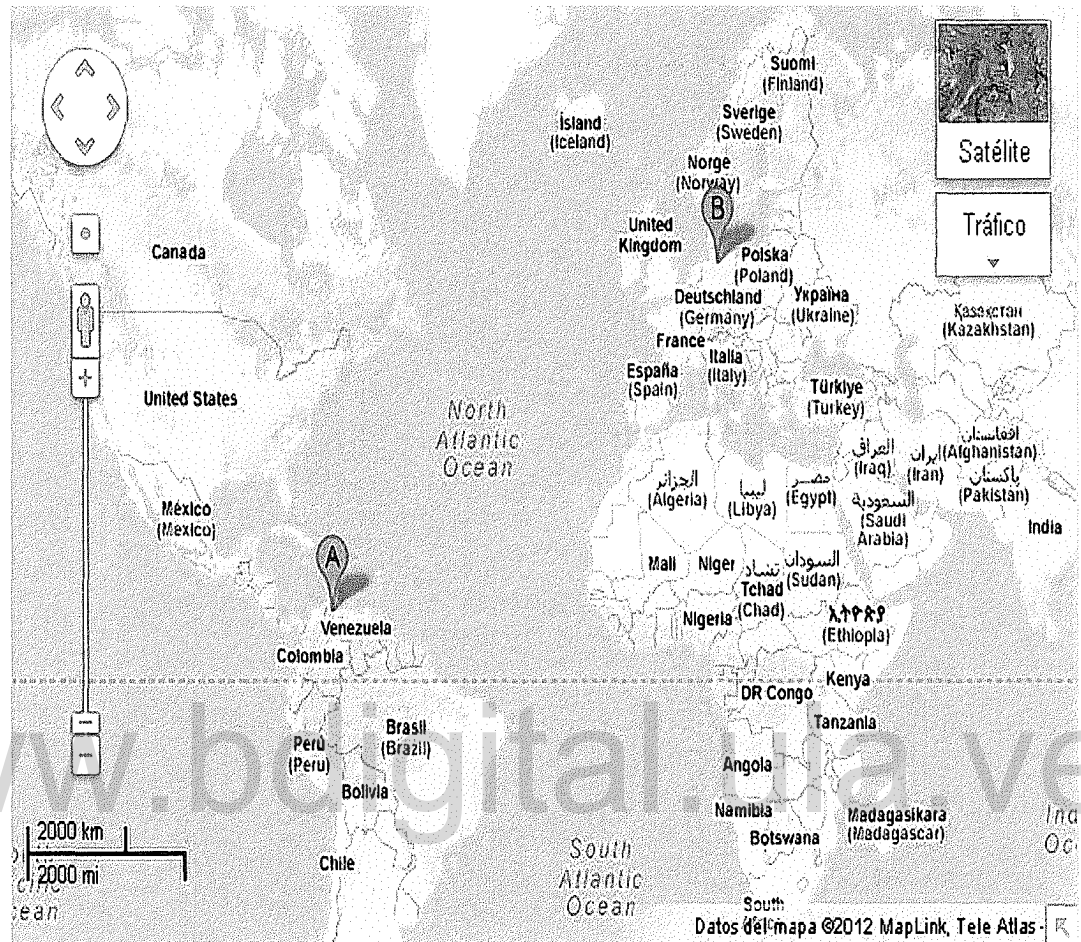 Suomi
(Finland)
Sverige
(Sweden)
Ísland
(Iceland)
Norge
(Norway)
Satélite
B
United
Kingdom
Tráfico
Canada
Polska
(Poland)
Deutschland
(Germany)
Україна
(Ukraine)
Казахстан
(Kazakhstan)
France
Italia
(Italy)
España
(Spain)
United States
Türkiye
(Turkey)
North
Atlantic
Ocean
افغانستان
(Afghanistan)
العراق
(Iraq)
ایران
(Iran)
الجزائر
(Algeria)
ليبيا
(Libya)
مصر
(Egypt)
پاکستان
(Pakistan)
السعودية
(Saudi
Arabia)
México
(Mexico)
India
A
Mali
Niger
تشاد
Tchad
(Chad)
السودان
(Sudan)
Nigeria
ኢትዮጵያ
(Ethiopia)
Venezuela
Colombia
Kenya
DR Congo
Tanzania
Brasil
(Brazil)
Perú
(Peru)
Angola
www.bdigital.ula.ve
Bolivia
Namibia
Botswana
Madagasikara
(Madagascar)
2000 km
2000 mi
Chile
South
Atlantic
Ocean
South
Datos del mapa ©2012 MapLink, Tele Atlas -